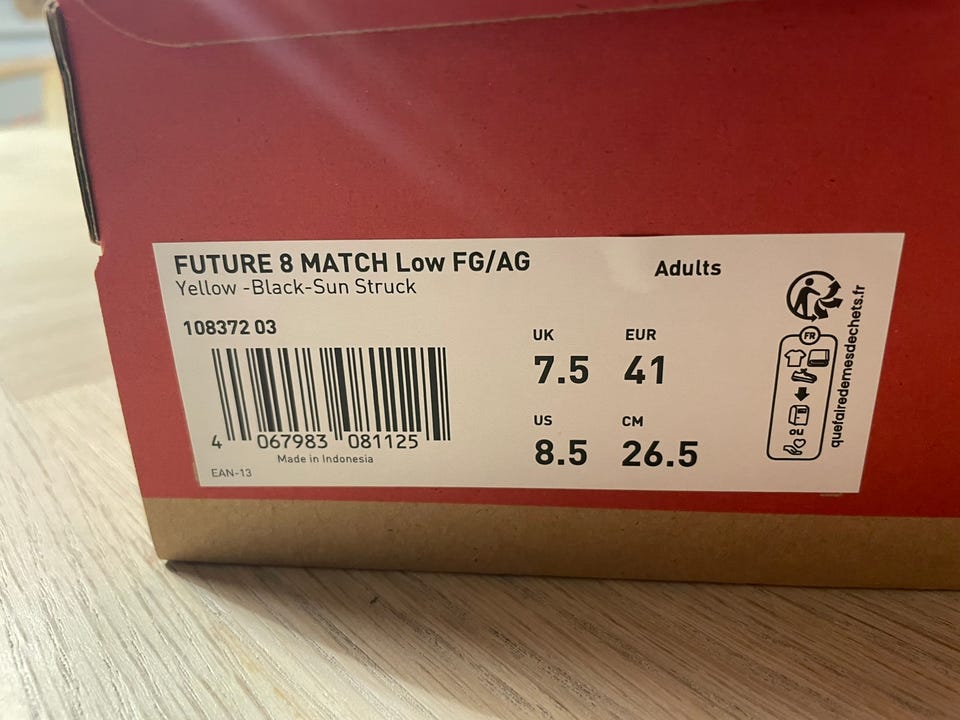 FUTURE 8 MATCH Low FG/AG
Yellow -Black-Sun Struck
Adults
108372 03
UK
7.5
EUR
41
US
8.5
CM
26.5
4 067983 081125
Made in Indonesia
EAN-13
FR
OU
quefairedemesdechets.fr